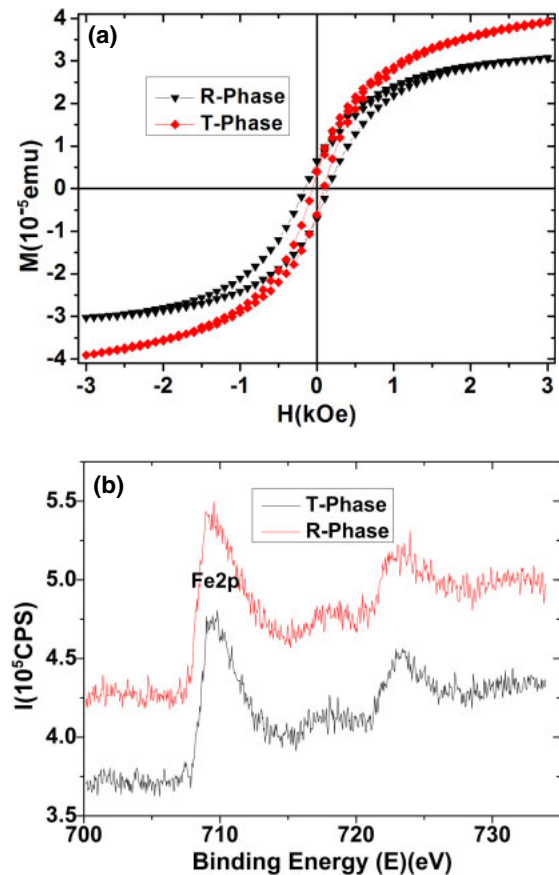 (a)
R-Phase
T-Phase
M(10⁻⁵emu)
4
3
2
1
0
-1
-2
-3
-4
-3 -2 -1 0 1 2 3
H(kOe)
(b)
T-Phase
R-Phase
Fe2p
I(10⁵CPS)
5.5
5.0
4.5
4.0
3.5
700 710 720 730
Binding Energy (E)(eV)